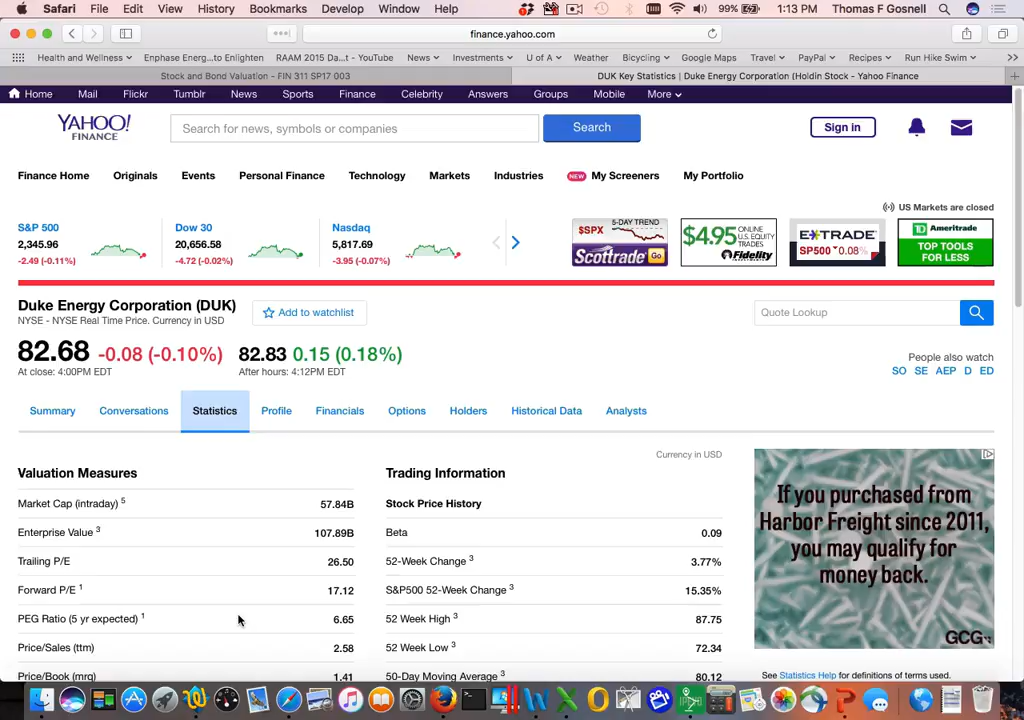 Safari File Edit View History Bookmarks Develop Window Help 99% 1:13 PM Thomas F Gosnell
finance.yahoo.com
Health and Wellness Enphase Energ...to Enlighten RAAM 2015 Da...t - YouTube News Investments U of A Weather Bicycling Google Maps Travel PayPal Recipes Run Hike Swim
Stock and Bond Valuation - FIN 311 SP17 003 DUK Key Statistics | Duke Energy Corporation (Holdin Stock - Yahoo Finance
Home Mail Flickr Tumblr News Sports Finance Celebrity Answers Groups Mobile More
YAHOO!
FINANCE
Search for news, symbols or companies Search Sign in
Finance Home Originals Events Personal Finance Technology Markets Industries NEW My Screeners My Portfolio
US Markets are closed
S&P 500 Dow 30 Nasdaq
2,345.96 20,656.58 5,817.69
-2.49 (-0.11%) -4.72 (-0.02%) -3.95 (-0.07%)
$SPX 5-DAY TREND
Scottrade Go
$4.95 ONLINE U.S. EQUITY TRADES
Fidelity
E*TRADE
SP500 0.08%
Ameritrade
TOP TOOLS
FOR LESS
Duke Energy Corporation (DUK) Add to watchlist Quote Lookup
NYSE - NYSE Real Time Price. Currency in USD
82.68 -0.08 (-0.10%) 82.83 0.15 (0.18%)
At close: 4:00PM EDT After hours: 4:12PM EDT
People also watch
SO SE AEP D ED
Summary Conversations Statistics Profile Financials Options Holders Historical Data Analysts
Currency in USD
Valuation Measures
Market Cap (intraday) 5 57.84B
Enterprise Value 3 107.89B
Trailing P/E 26.50
Forward P/E 1 17.12
PEG Ratio (5 yr expected) 1 6.65
Price/Sales (ttm) 2.58
Price/Book (mrq) 1.41
Trading Information
Stock Price History
Beta 0.09
52-Week Change 3 3.77%
S&P500 52-Week Change 3 15.35%
52 Week High 3 87.75
52 Week Low 3 72.34
50-Day Moving Average 3 80.12
If you purchased from
Harbor Freight since 2011,
you may qualify for
money back.
GCG
See Statistics Help for definitions of terms used.